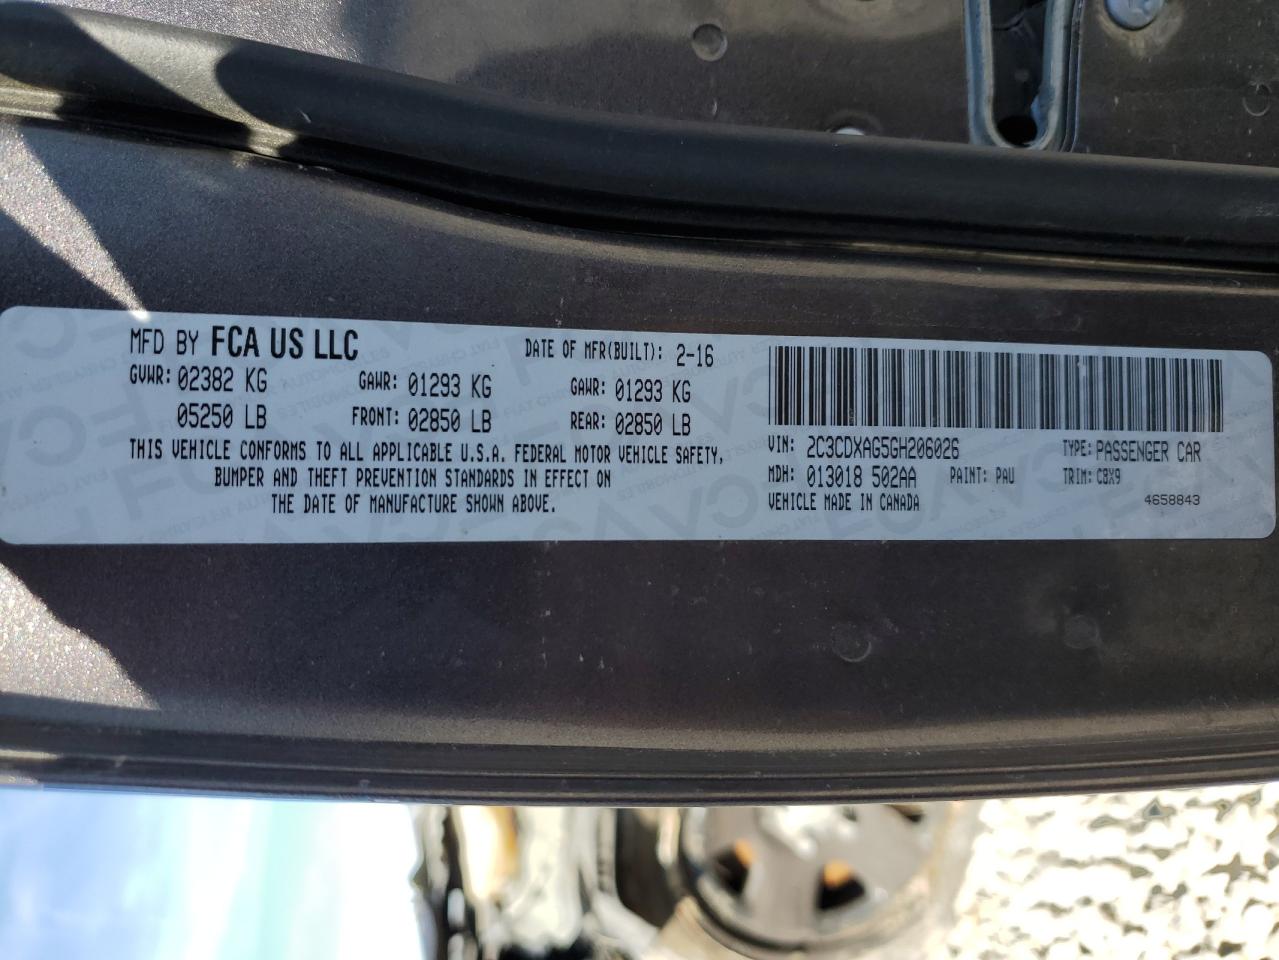 MFD BY FCA US LLC DATE OF MFR(BUILT): 2-16
GVWR: 02382 KG GAWR: 01293 KG GAWR: 01293 KG
05250 LB FRONT: 02850 LB REAR: 02850 LB
THIS VEHICLE CONFORMS TO ALL APPLICABLE U.S.A. FEDERAL MOTOR VEHICLE SAFETY,
BUMPER AND THEFT PREVENTION STANDARDS IN EFFECT ON
THE DATE OF MANUFACTURE SHOWN ABOVE.
VIN: 2C3CDXAG5GH206026 TYPE: PASSENGER CAR
MDH: 013018 502AA PAINT: PAU TRIM: C8X9
VEHICLE MADE IN CANADA 4658843